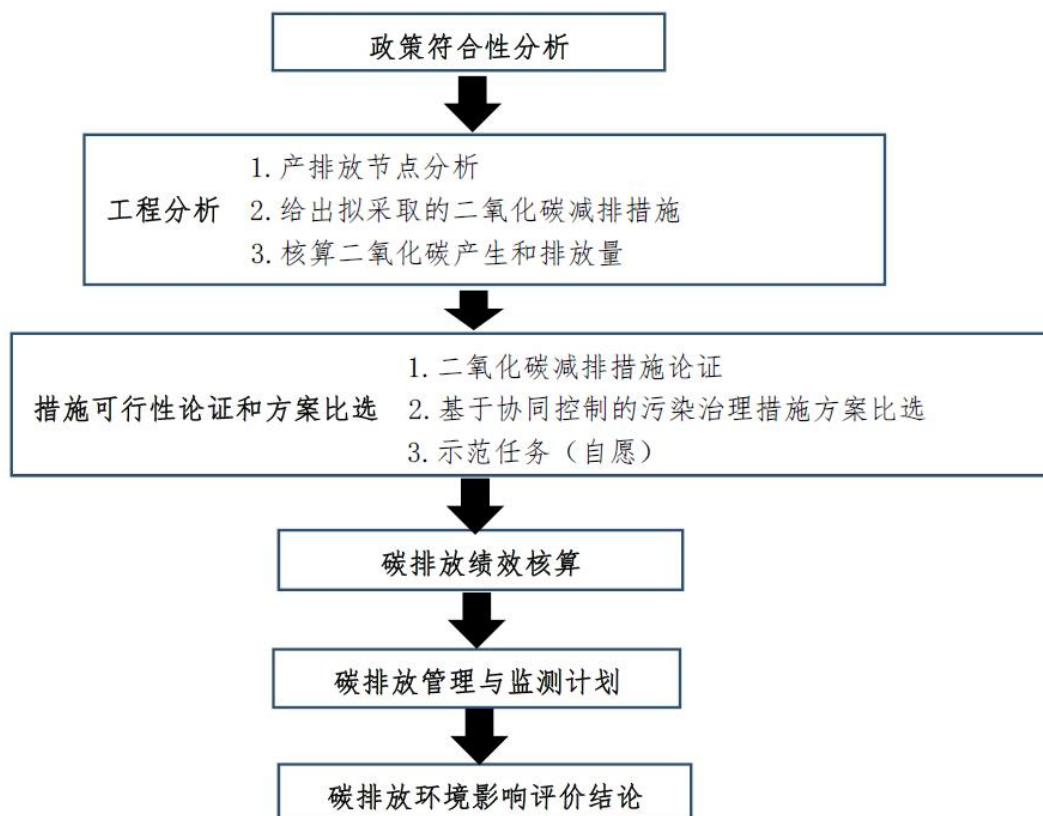 政策符合性分析
1. 产排放节点分析
工程分析 2. 给出拟采取的二氧化碳减排措施
3. 核算二氧化碳产生和排放量
1. 二氧化碳减排措施论证
措施可行性论证和方案比选 2. 基于协同控制的污染治理措施方案比选
3. 示范任务（自愿）
碳排放绩效核算
碳排放管理与监测计划
碳排放环境影响评价结论